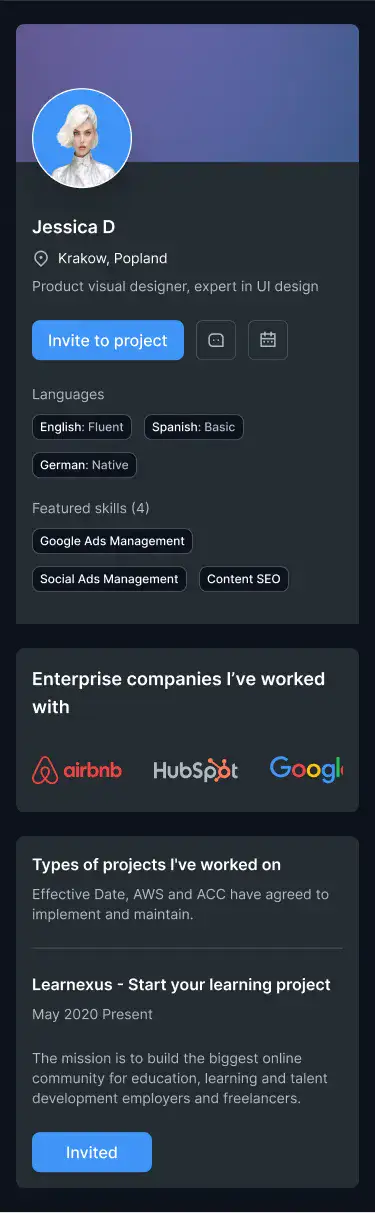 Jessica D
Krakow, Popland
Product visual designer, expert in UI design
Invite to project
Languages
English: Fluent
Spanish: Basic
German: Native
Featured skills (4)
Google Ads Management
Social Ads Management
Content SEO
Enterprise companies I’ve worked
with
airbnb HubSpot Googl
Types of projects I've worked on
Effective Date, AWS and ACC have agreed to
implement and maintain.
Learnexus - Start your learning project
May 2020 Present
The mission is to build the biggest online
community for education, learning and talent
development employers and freelancers.
Invited